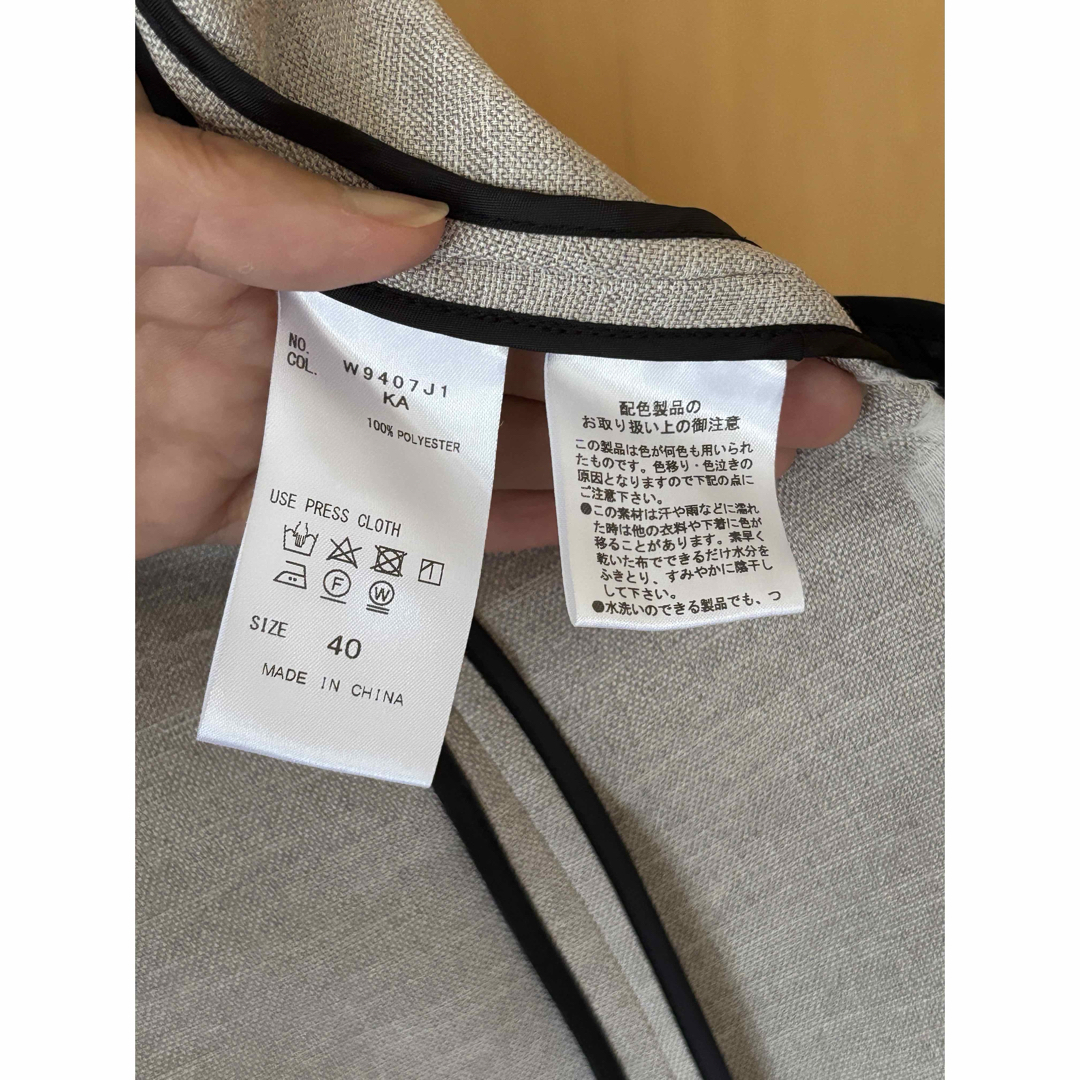 NO. W9407J1
COL. KA
100% POLYESTER
USE PRESS CLOTH
F W
SIZE 40
MADE IN CHINA
配色製品の
お取り扱い上の御注意
この製品は色が何色も用いられ
たものです。色移り・色泣きの
原因となりますので下記の点に
ご注意下さい。
●この素材は汗や雨などに濡れ
た時は他の衣料や下着に色が
移ることがあります。素早く
乾いた布でできるだけ水分を
ふきとり、すみやかに陰干し
して下さい。
●水洗いのできる製品でも、つ